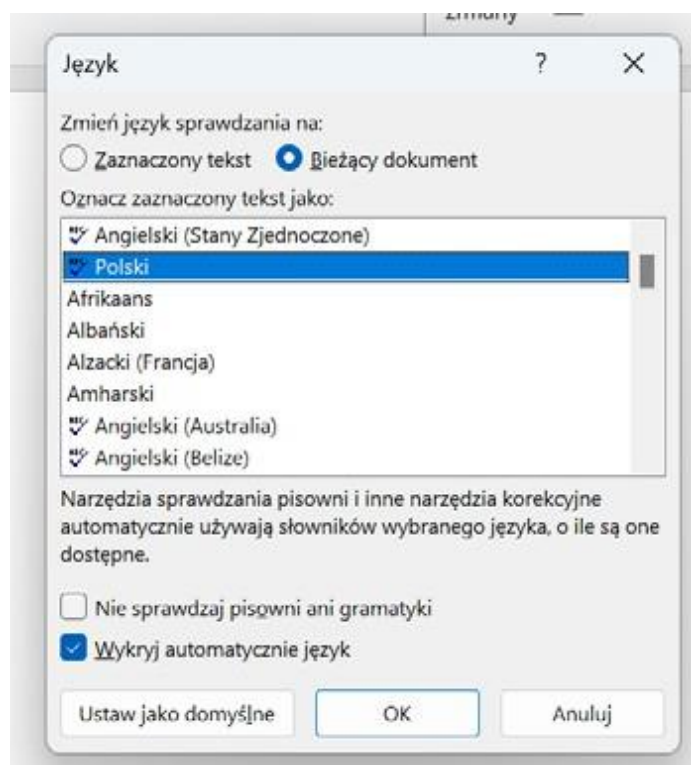 zmiany
Język ? X
Zmień język sprawdzania na:
Zaznaczony tekst Bieżący dokument
Oznacz zaznaczony tekst jako:
Angielski (Stany Zjednoczone)
Polski
Afrikaans
Albański
Alzacki (Francja)
Amharski
Angielski (Australia)
Angielski (Belize)
Narzędzia sprawdzania pisowni i inne narzędzia korekcyjne
automatycznie używają słowników wybranego języka, o ile są one
dostępne.
Nie sprawdzaj pisowni ani gramatyki
Wykryj automatycznie język
Ustaw jako domyślne OK Anuluj